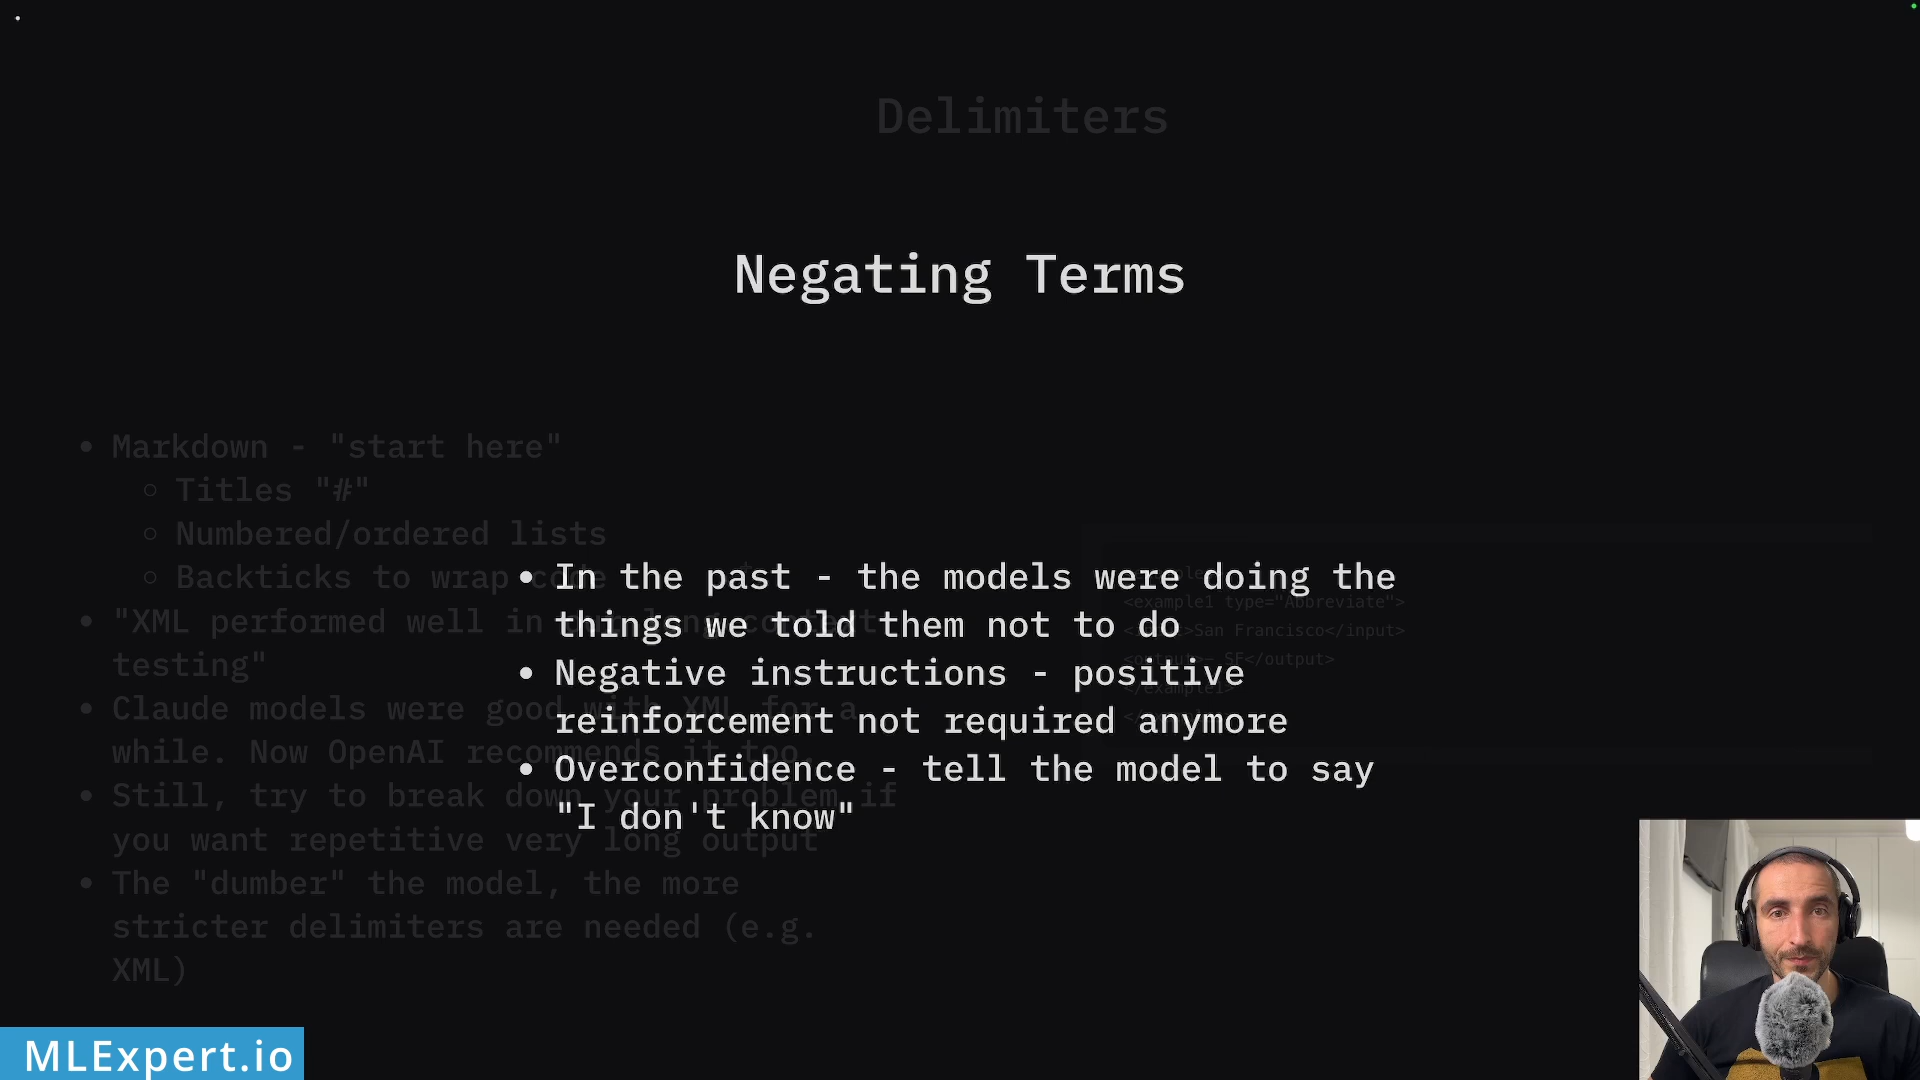 Delimiters
Negating Terms
• Markdown - "start here"
○ Titles "#"
○ Numbered/ordered lists
○ Backticks to wrap code
• "XML performed well in our long context
testing"
• Claude models were good with XML for a
while. Now OpenAI recommends it too.
• Still, try to break down your problem if
you want repetitive very long output
• The "dumber" the model, the more
stricter delimiters are needed (e.g.
XML)
• In the past - the models were doing the
things we told them not to do
• Negative instructions - positive
reinforcement not required anymore
• Overconfidence - tell the model to say
"I don't know"
<example1 type="Abbreviate">
<input>San Francisco</input>
<output>- SF</output>
</example1>
MLExpert.io